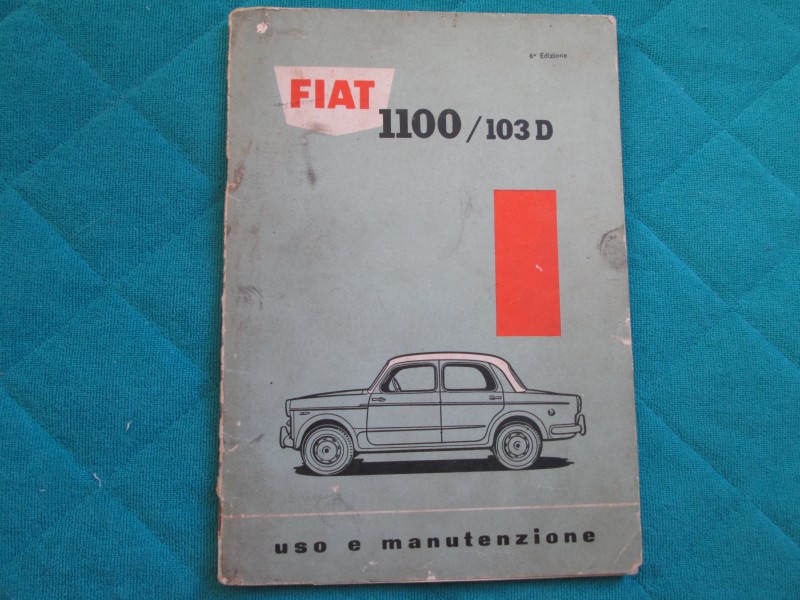 6ª Edizione
FIAT
1100/103 D
uso e manutenzione